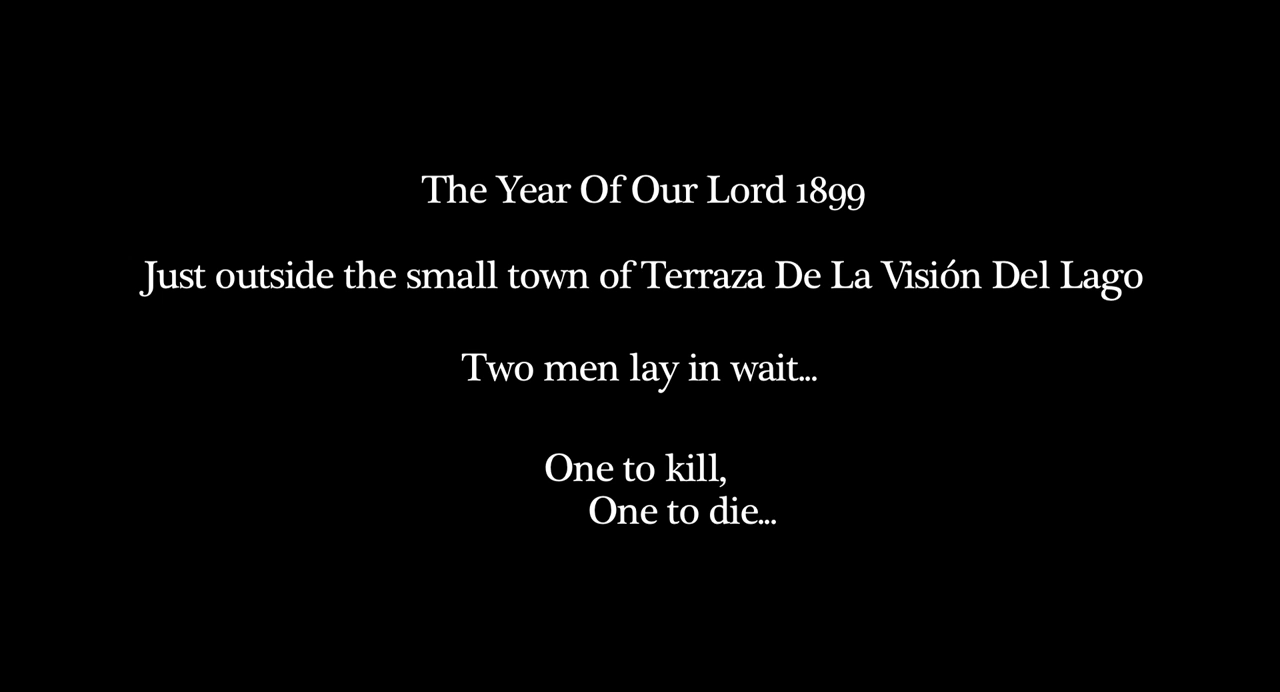 The Year Of Our Lord 1899
Just outside the small town of Terraza De La Visión Del Lago
Two men lay in wait...
One to kill,
One to die...